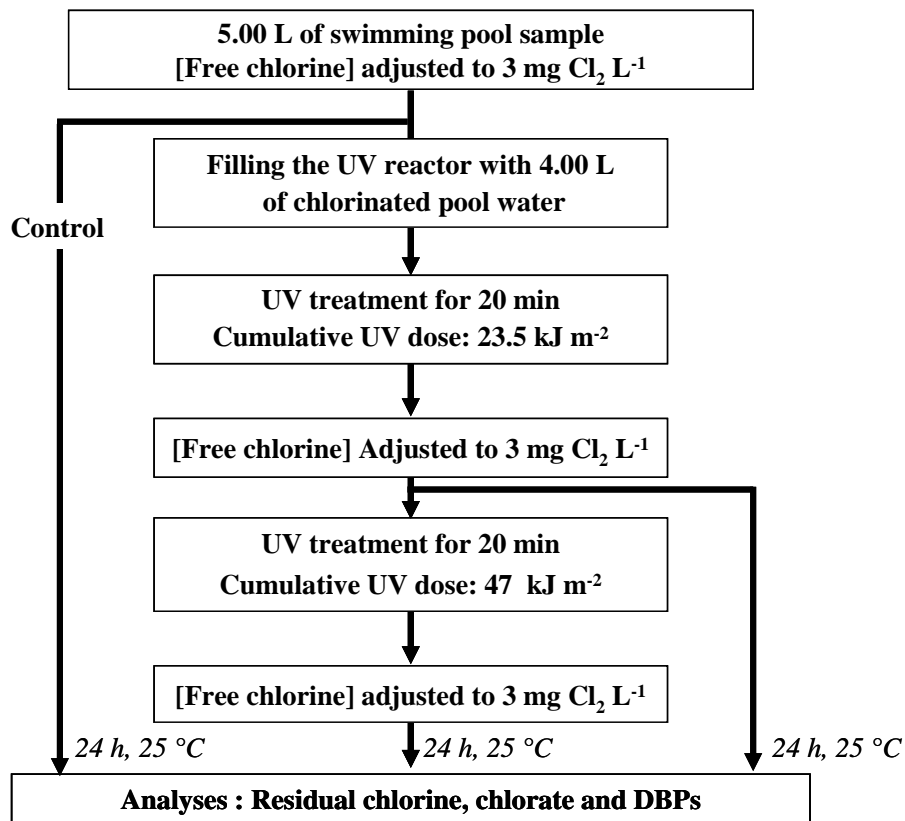 5.00 L of swimming pool sample
[Free chlorine] adjusted to 3 mg Cl₂ L⁻¹
Filling the UV reactor with 4.00 L
of chlorinated pool water
Control
UV treatment for 20 min
Cumulative UV dose: 23.5 kJ m⁻²
[Free chlorine] Adjusted to 3 mg Cl₂ L⁻¹
UV treatment for 20 min
Cumulative UV dose: 47 kJ m⁻²
[Free chlorine] adjusted to 3 mg Cl₂ L⁻¹
24 h, 25 °C
24 h, 25 °C
24 h, 25 °C
Analyses : Residual chlorine, chlorate and DBPs